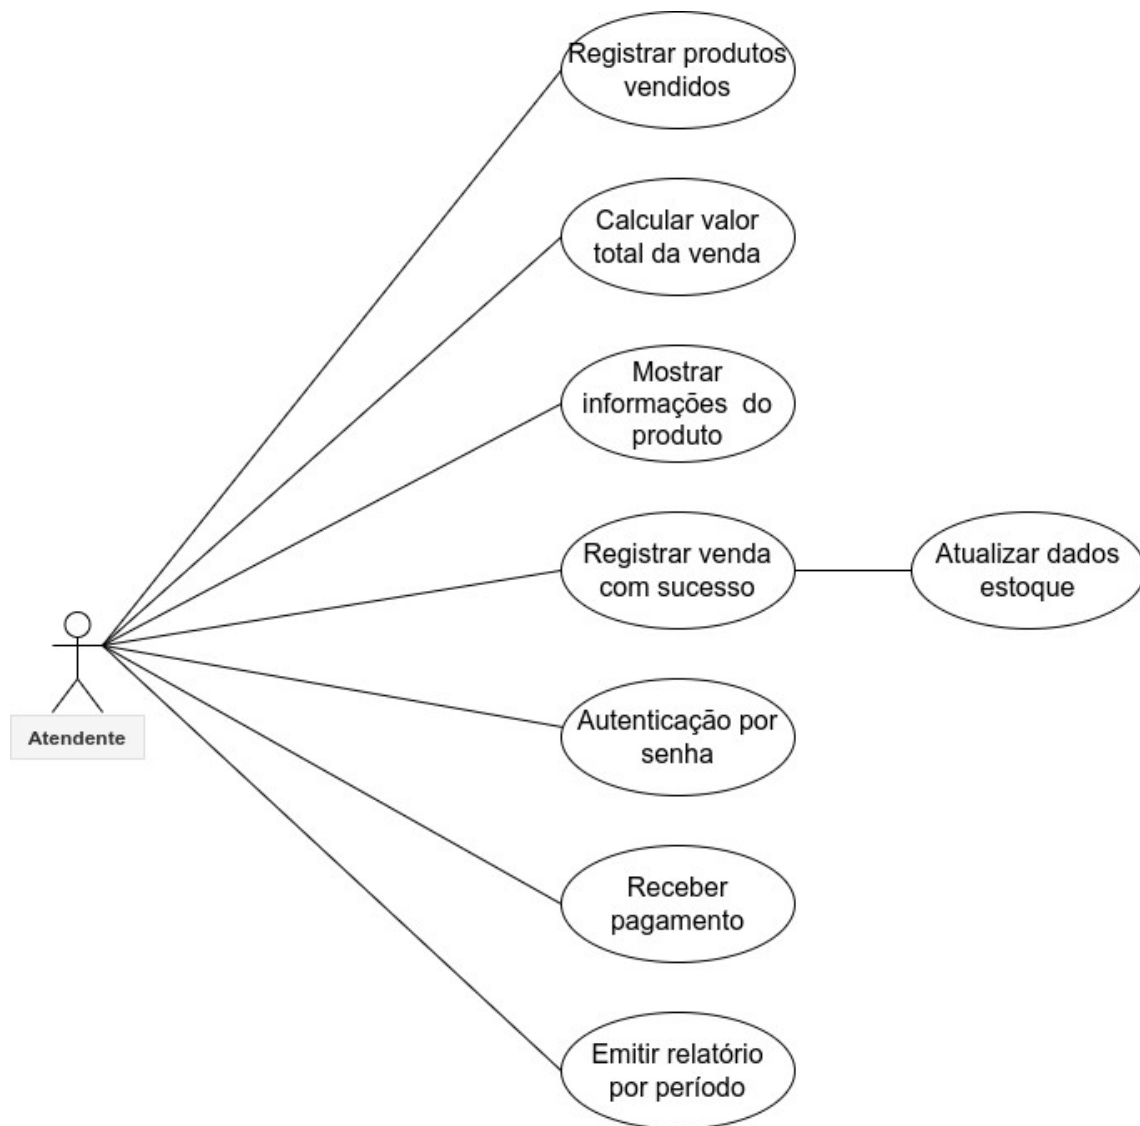 Registrar produtos
vendidos
Calcular valor
total da venda
Mostrar
informações do
produto
Registrar venda
com sucesso
Atualizar dados
estoque
Atendente
Autenticação por
senha
Receber
pagamento
Emitir relatório
por período